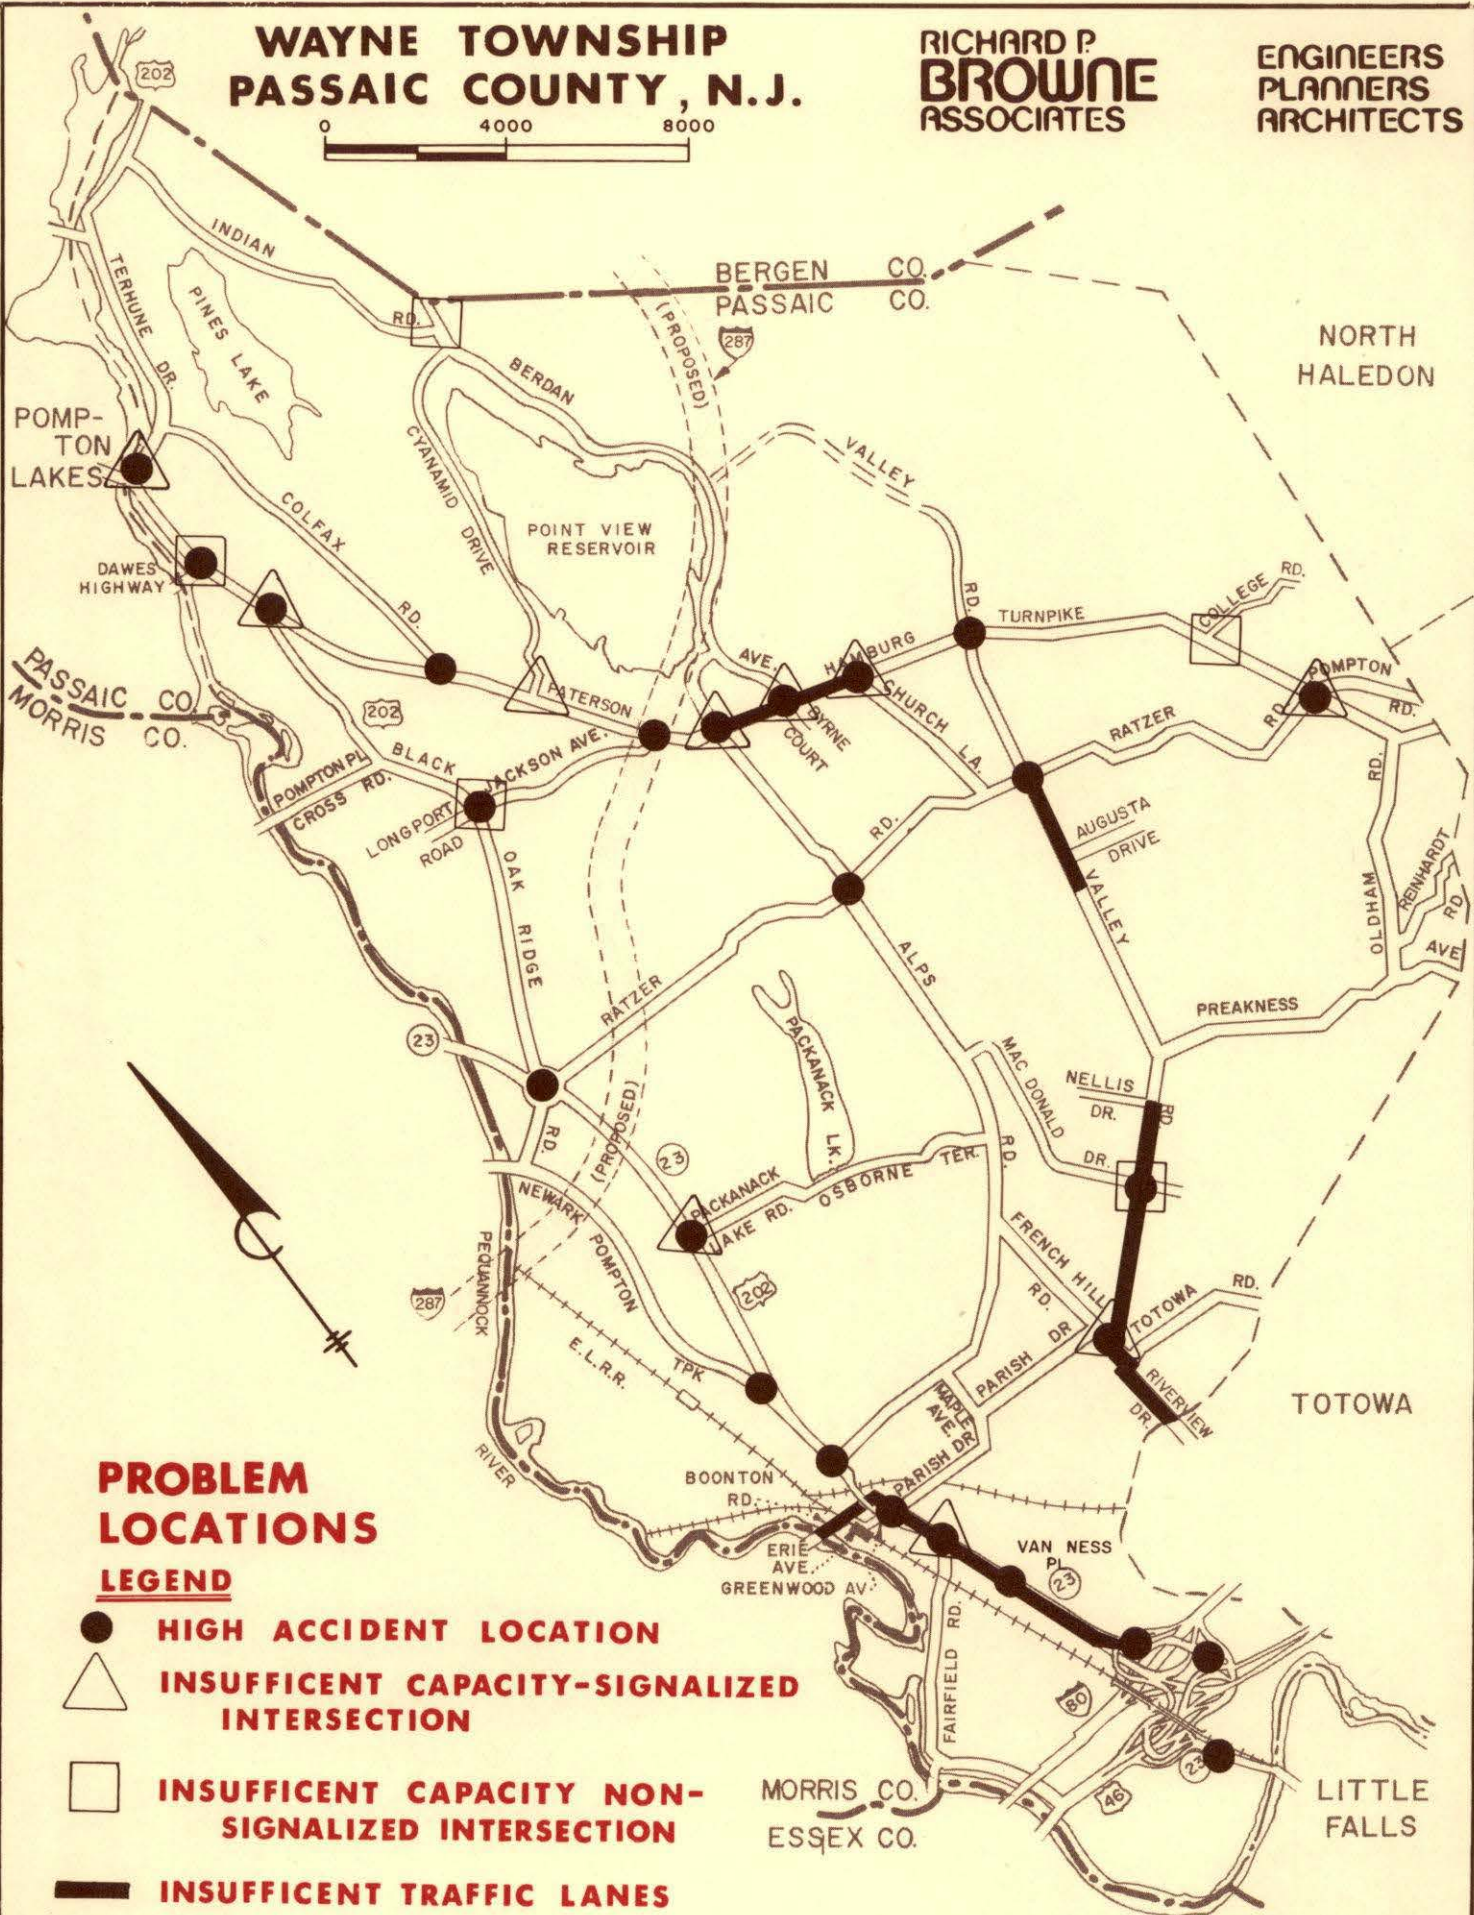 WAYNE TOWNSHIP
PASSAIC COUNTY, N.J.
0 4000 8000
RICHARD P.
BROWNE
ASSOCIATES
ENGINEERS
PLANNERS
ARCHITECTS
202
INDIAN
RD.
TERHUNE
DR.
PINES LAKE
BERGEN CO.
PASSAIC CO.
(PROPOSED)
287
NORTH
HALEDON
BERDAN
AVE.
CYANAMID DRIVE
POMP-
TON
LAKES
COLFAX
RD.
VALLEY
RD.
POINT VIEW
RESERVOIR
DAWES
HIGHWAY
PASSAIC CO.
MORRIS CO.
HAMBURG
TURNPIKE
COLLEGE RD.
POMPTON
RD.
PATERSON
BYRNE
COURT
CHURCH LA.
RATZER
RD.
202
BLACK
JACKSON AVE.
POMPTON PL.
CROSS RD.
LONGPORT
ROAD
OAK
RIDGE
RD.
AUGUSTA
DRIVE
VALLEY
RD
RD.
OLDHAM
REINHARDT
RD.
AVE
PREAKNESS
RD.
RATZER
ALPS
RD.
23
PACKANACK
LK.
MAC DONALD
DR.
NELLIS
DR.
(PROPOSED)
23
PACKANACK
LAKE RD.
OSBORNE
TER.
NEWARK
POMPTON
TPK
PEQUANNOCK
RIVER
287
202
E.L.R.R.
FRENCH HILL
RD.
TOTOWA
RD.
PARISH
DR
MAPLE
AVE.
RIVERVIEW
DR.
TOTOWA
PARISH DR
BOONTON
RD.
ERIE
AVE.
GREENWOOD AV.
VAN NESS
PL
23
FAIRFIELD RD.
80
23
46
MORRIS CO.
ESSEX CO.
LITTLE
FALLS
PROBLEM
LOCATIONS
LEGEND
HIGH ACCIDENT LOCATION
INSUFFICENT CAPACITY-SIGNALIZED
INTERSECTION
INSUFFICENT CAPACITY NON-
SIGNALIZED INTERSECTION
INSUFFICENT TRAFFIC LANES